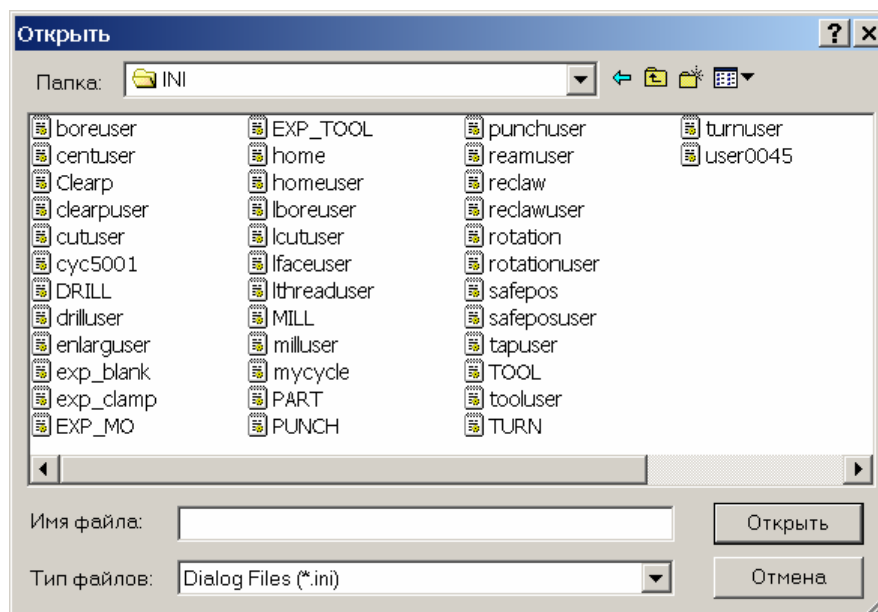 Открыть
Папка: INI
boreuser EXP_TOOL punchuser turnuser
centuser home reamuser user0045
Clearp homeuser reclaw
clearpuser lboreuser reclawuser
cutuser lcutuser rotation
cyc5001 lfaceuser rotationuser
DRILL lthreaduser safepos
drilluser MILL safeposuser
enlarguser milluser tapuser
exp_blank mycycle TOOL
exp_clamp PART tooluser
EXP_MO PUNCH TURN
Имя файла: Открыть
Тип файлов: Dialog Files (*.ini) Отмена